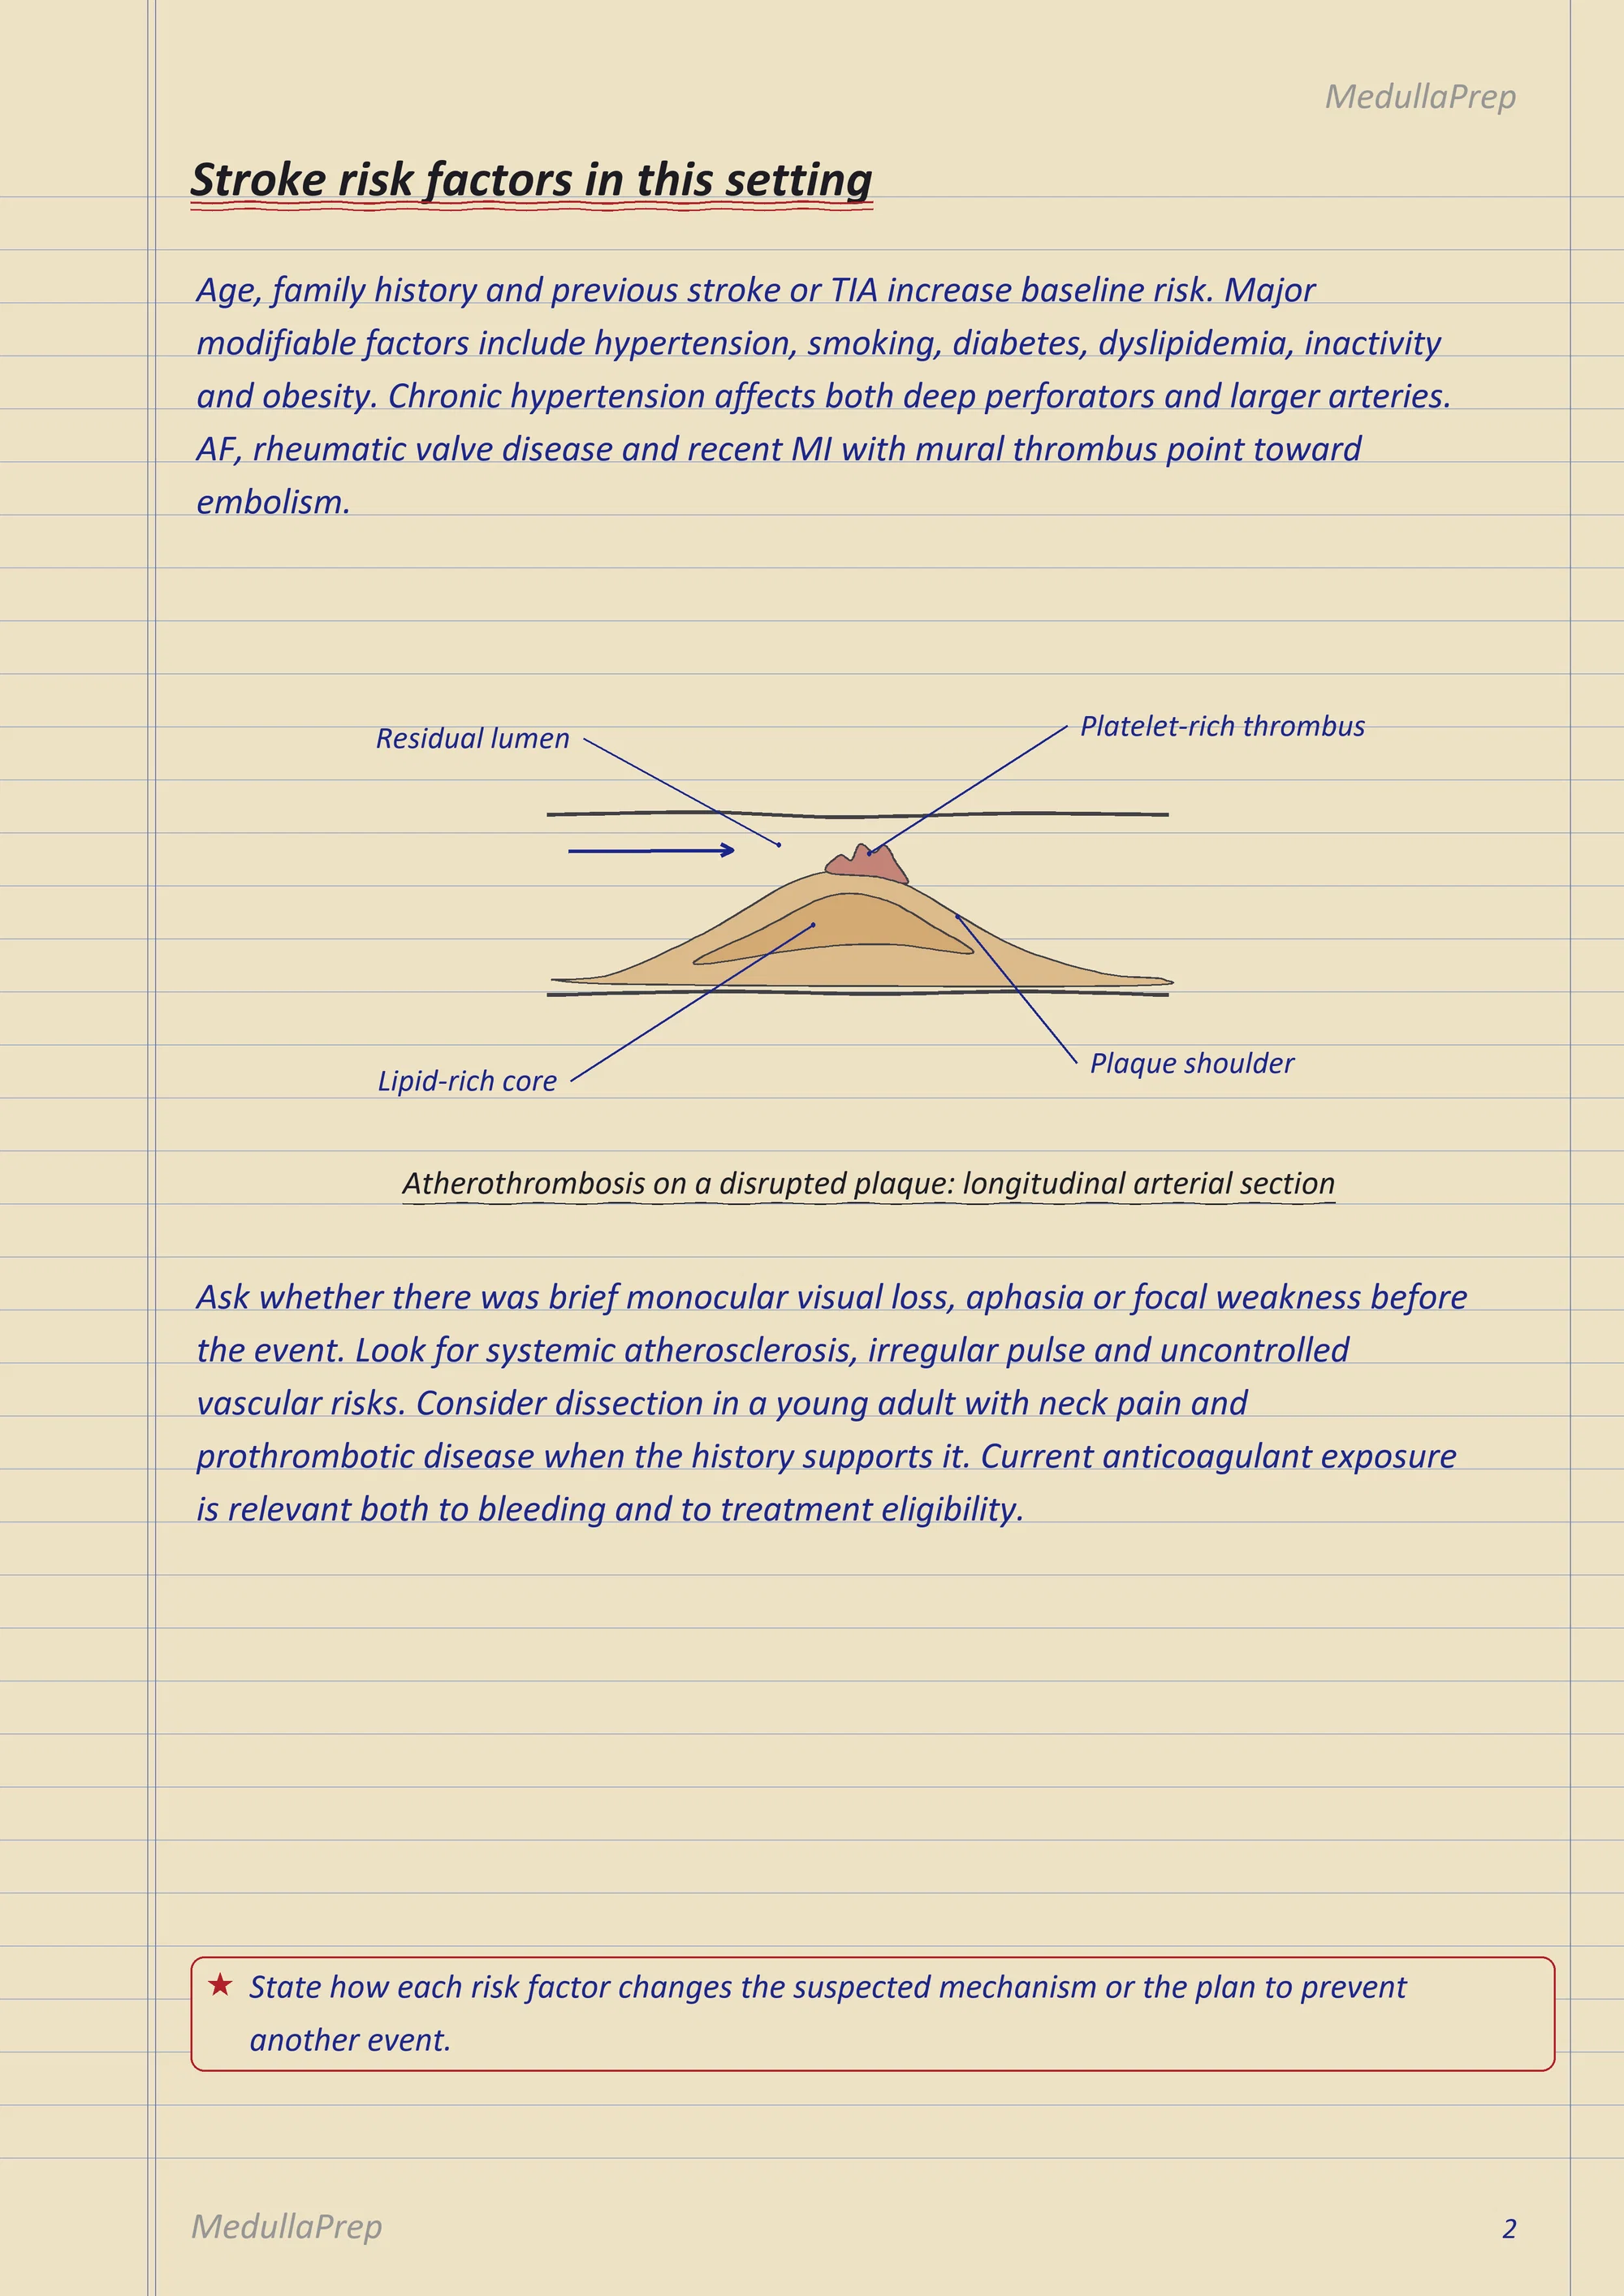 MedullaPrep
Stroke risk factors in this setting
Age, family history and previous stroke or TIA increase baseline risk. Major
modifiable factors include hypertension, smoking, diabetes, dyslipidemia, inactivity
and obesity. Chronic hypertension affects both deep perforators and larger arteries.
AF, rheumatic valve disease and recent MI with mural thrombus point toward
embolism.
Residual lumen
Platelet-rich thrombus
Lipid-rich core
Plaque shoulder
Atherothrombosis on a disrupted plaque: longitudinal arterial section
Ask whether there was brief monocular visual loss, aphasia or focal weakness before
the event. Look for systemic atherosclerosis, irregular pulse and uncontrolled
vascular risks. Consider dissection in a young adult with neck pain and
prothrombotic disease when the history supports it. Current anticoagulant exposure
is relevant both to bleeding and to treatment eligibility.
★ State how each risk factor changes the suspected mechanism or the plan to prevent
another event.
MedullaPrep
2